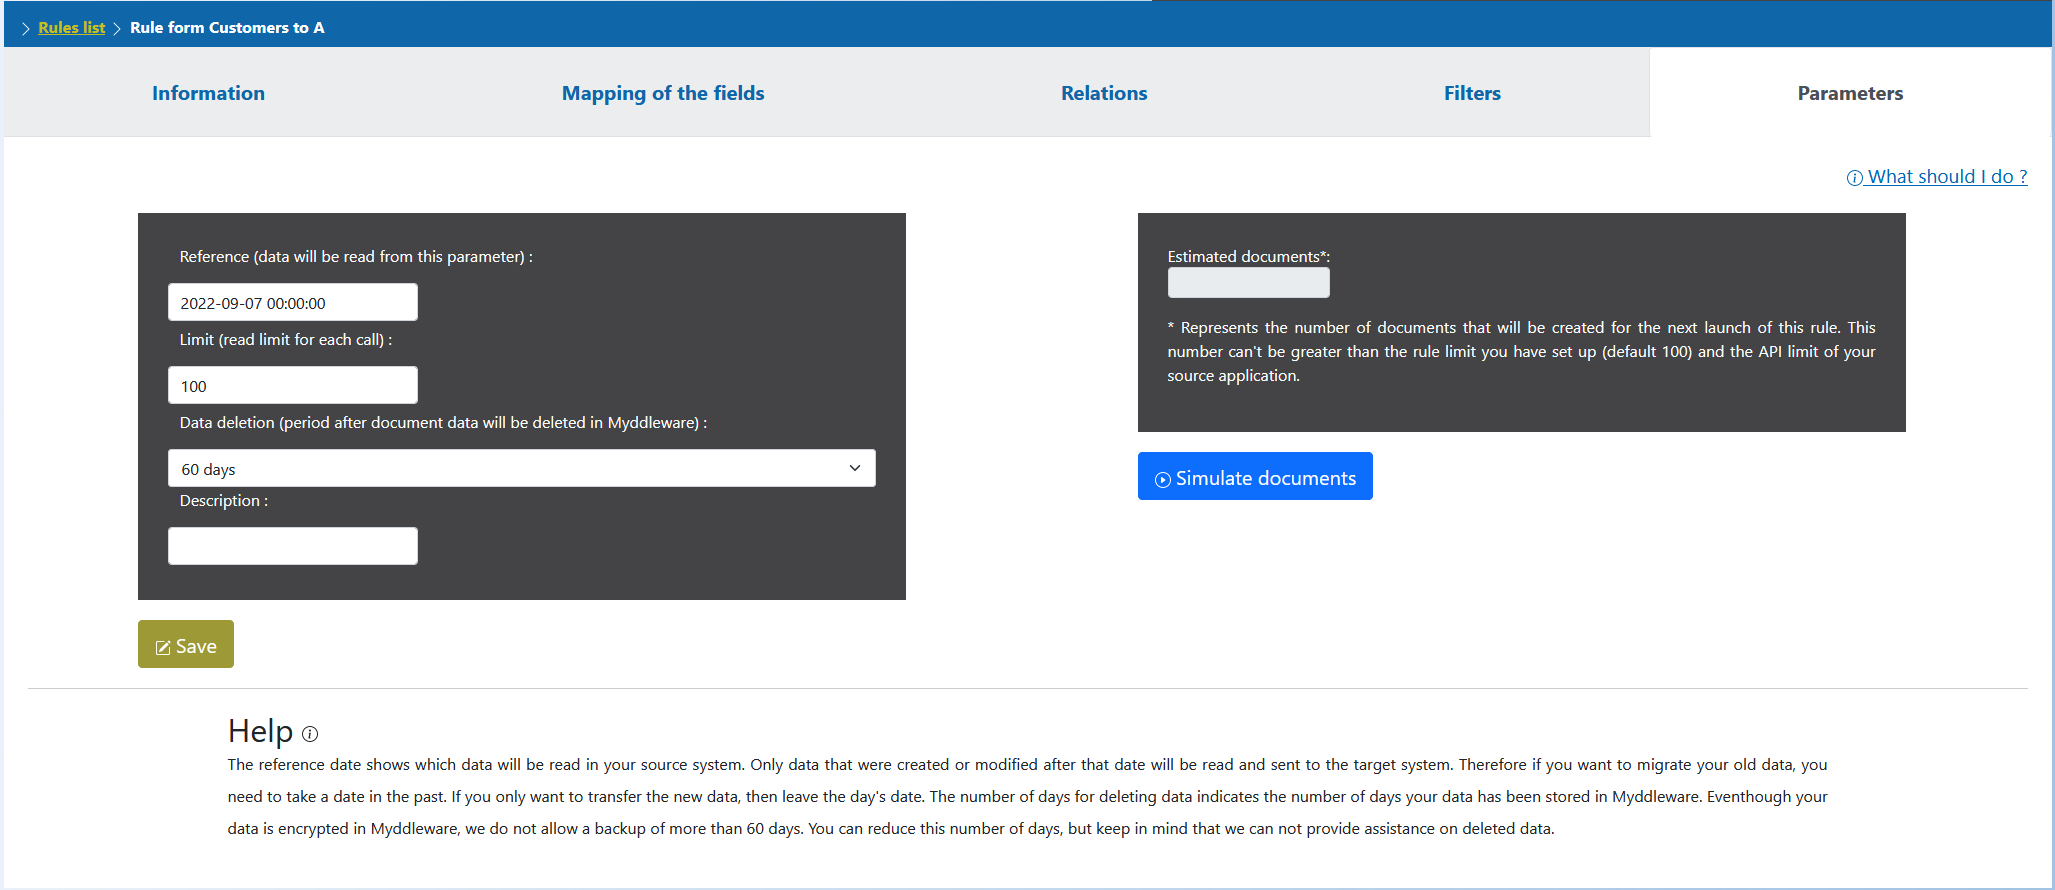 Rules list
Rule form Customers to A
Information
Mapping of the fields
Relations
Filters
Parameters
What should I do ?
Reference (data will be read from this parameter) :
2022-09-07 00:00:00
Limit (read limit for each call) :
100
Data deletion (period after document data will be deleted in Myddleware) :
60 days
Description :
Save
Estimated documents*:
* Represents the number of documents that will be created for the next launch of this rule. This
number can't be greater than the rule limit you have set up (default 100) and the API limit of your
source application.
Simulate documents
Help
The reference date shows which data will be read in your source system. Only data that were created or modified after that date will be read and sent to the target system. Therefore if you want to migrate your old data, you
need to take a date in the past. If you only want to transfer the new data, then leave the day's date. The number of days for deleting data indicates the number of days your data has been stored in Myddleware. Eventhough your
data is encrypted in Myddleware, we do not allow a backup of more than 60 days. You can reduce this number of days, but keep in mind that we can not provide assistance on deleted data.